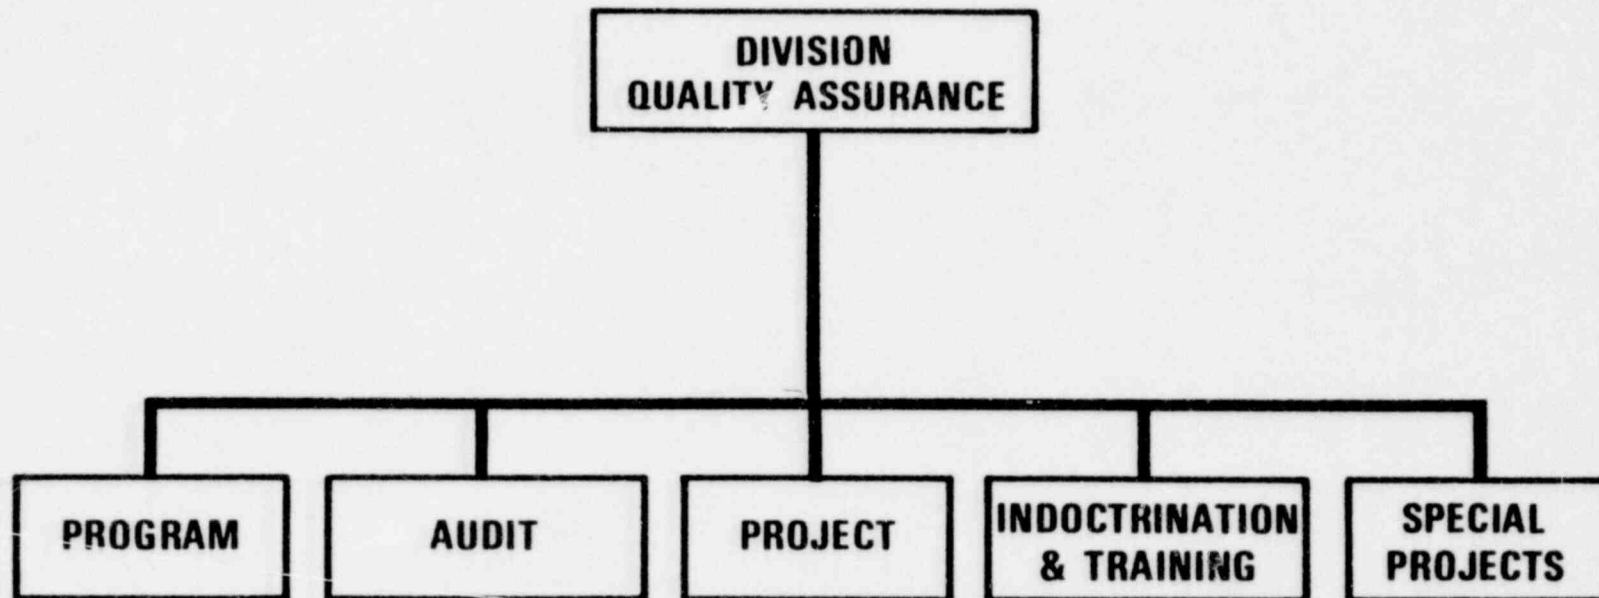 DIVISION
QUALITY ASSURANCE
PROGRAM
AUDIT
PROJECT
INDOCTRINATION
& TRAINING
SPECIAL
PROJECTS